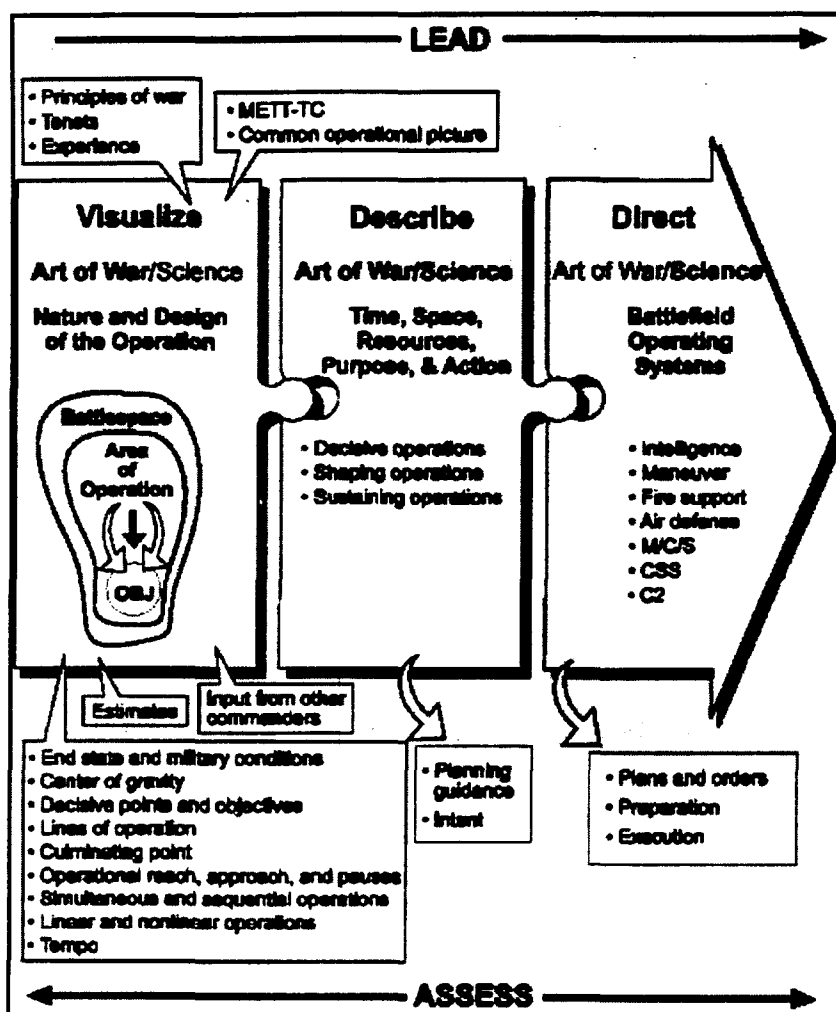 LEAD
• Principles of war
• Tenets
• Experience
• METT-TC
• Common operational picture
Visualize
Art of War/Science
Nature and Design
of the Operation
Battlespace
Area
of
Operation
OBJ
Describe
Art of War/Science
Time, Space,
Resources,
Purpose, & Action
• Decisive operations
• Shaping operations
• Sustaining operations
Direct
Art of War/Science
Battlefield
Operating
Systems
• Intelligence
• Maneuver
• Fire support
• Air defense
• M/C/S
• CSS
• C2
Estimates
Input from other
commanders
• End state and military conditions
• Center of gravity
• Decisive points and objectives
• Lines of operation
• Culminating point
• Operational reach, approach, and pauses
• Simultaneous and sequential operations
• Linear and nonlinear operations
• Tempo
• Planning
guidance
• Intent
• Plans and orders
• Preparation
• Execution
ASSESS